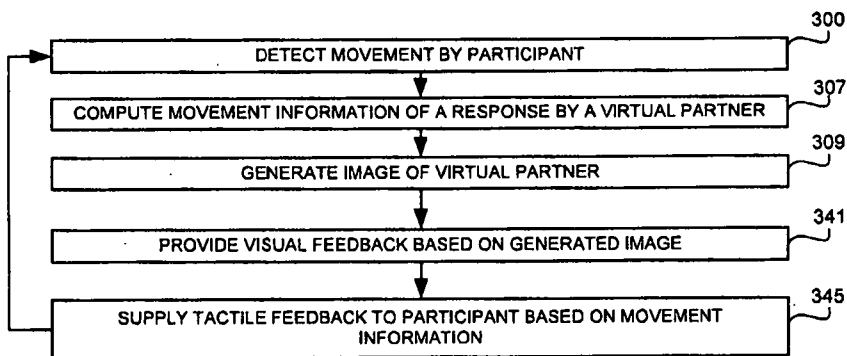 300
DETECT MOVEMENT BY PARTICIPANT
307
COMPUTE MOVEMENT INFORMATION OF A RESPONSE BY A VIRTUAL PARTNER
309
GENERATE IMAGE OF VIRTUAL PARTNER
341
PROVIDE VISUAL FEEDBACK BASED ON GENERATED IMAGE
345
SUPPLY TACTILE FEEDBACK TO PARTICIPANT BASED ON MOVEMENT
INFORMATION